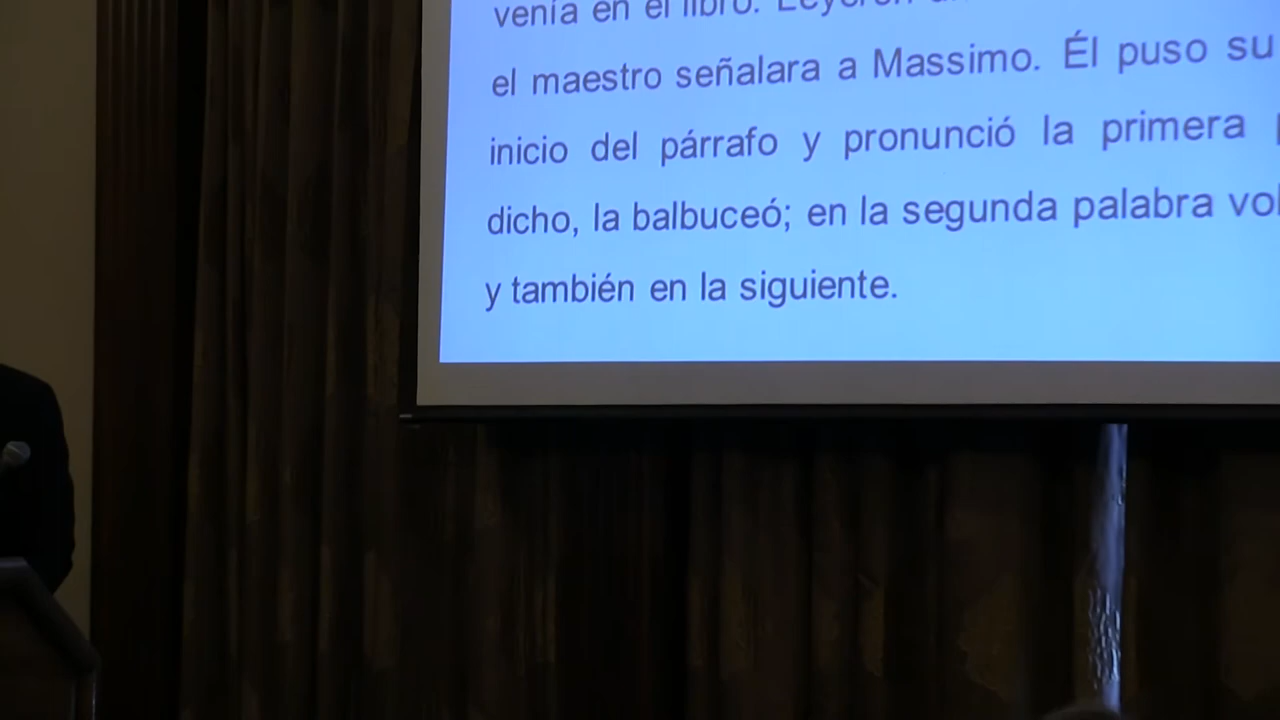 venía en el libro. Leyeron
el maestro señalara a Massimo. Él puso su
inicio del párrafo y pronunció la primera
dicho, la balbuceó; en la segunda palabra
y también en la siguiente.